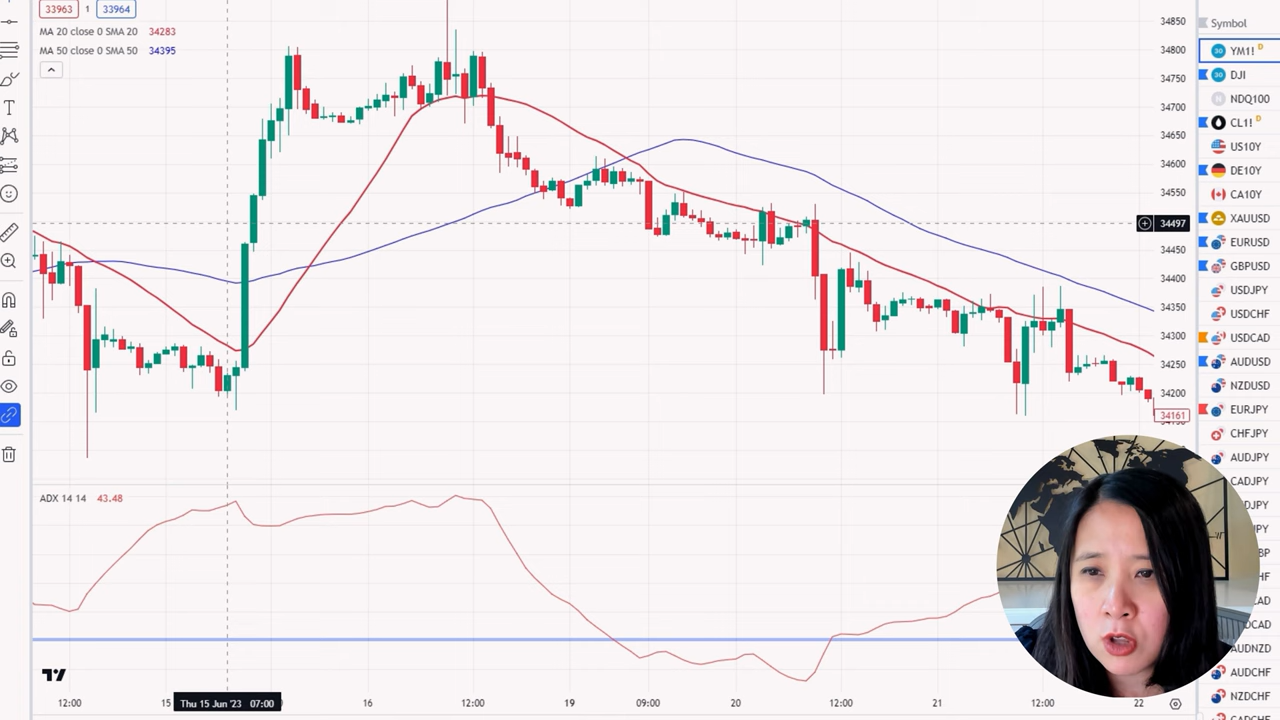 33963 1 33964
MA 20 close 0 SMA 20 34283
MA 50 close 0 SMA 50 34395
34850
34800
34750
34700
34650
34600
34550
34497
34450
34400
34350
34300
34250
34200
34161
ADX 14 14 43.48
12:00 15 Thu 15 Jun '23 07:00 16 12:00 19 09:00 20 12:00 21 12:00 22
Symbol
YM1! D
DJI
NDQ100
CL1! D
US10Y
DE10Y
CA10Y
XAUUSD
EURUSD
GBPUSD
USDJPY
USDCHF
USDCAD
AUDUSD
NZDUSD
EURJPY
CHFJPY
AUDJPY
CADJPY
AUDNZD
AUDCHF
NZDCHF